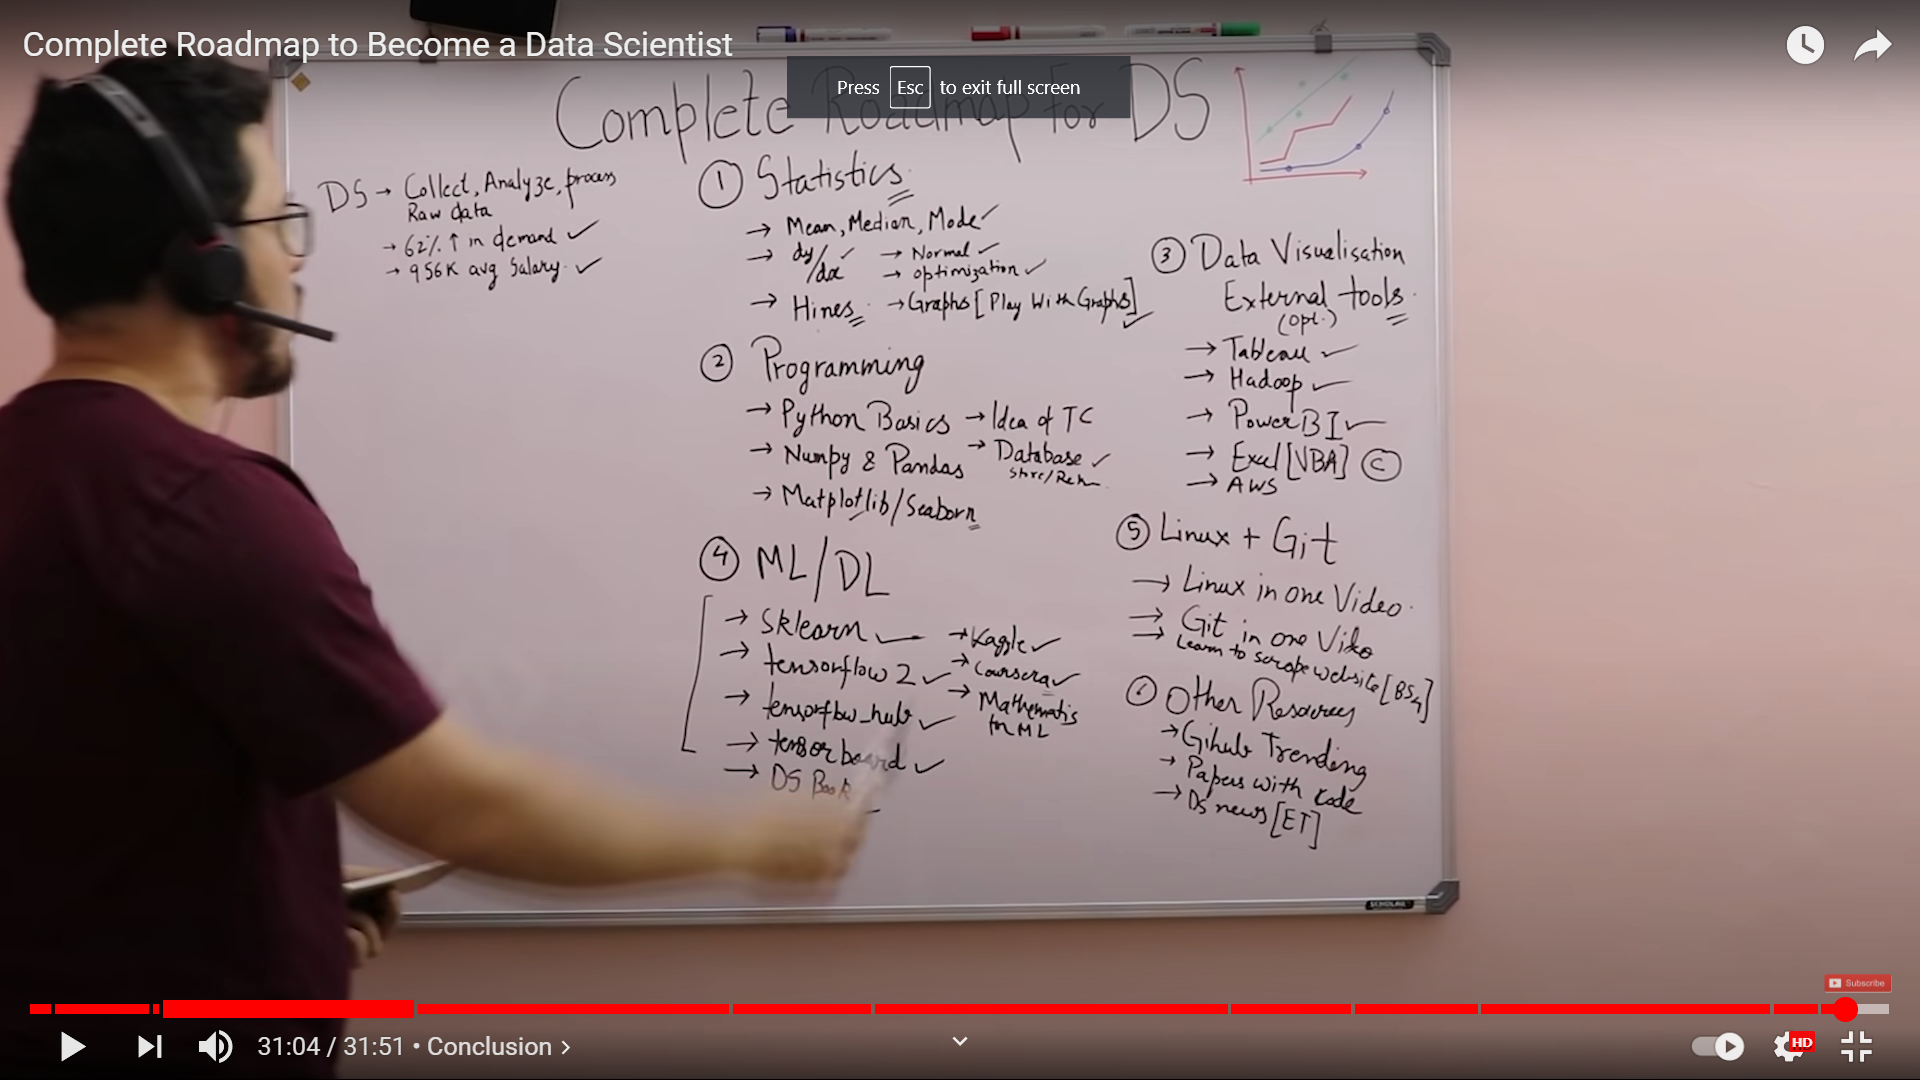 Complete Roadmap to Become a Data Scientist
Press Esc to exit full screen
Complete Roadmap for DS
DS → Collect, Analyze, process
Raw data
→ 62% ↑ in demand ✓
→ 956K avg Salary ✓
① Statistics
→ Mean, Median, Mode ✓
→ dy/dx ✓ → Normal ✓
→ optimization ✓
→ Hines → Graphs [Play With Graphs] ✓
② Programming
→ Python Basics → Idea of TC
→ Numpy & Pandas → Database ✓
Store/Retn
→ Matplotlib/Seaborn
③ Data Visualisation
External tools
(Opt.)
→ Tableau ✓
→ Hadoop ✓
→ Power BI ✓
→ Excel [VBA] ©
→ AWS
④ ML/DL
→ Sklearn ✓ → Kaggle ✓
→ tensorflow 2 ✓ → Coursera ✓
→ tensorflow_hub ✓ → Mathematis
for ML
→ tensorboard ✓
→ DS Book
⑤ Linux + Git
→ Linux in one Video
→ Git in one Video
→ Learn to scrape website [BS4]
⑥ Other Resources
→ Gihub Trending
→ Papers with code
→ Ds news [ET]
SCHOLAR
Subscribe
31:04 / 31:51 • Conclusion >
HD